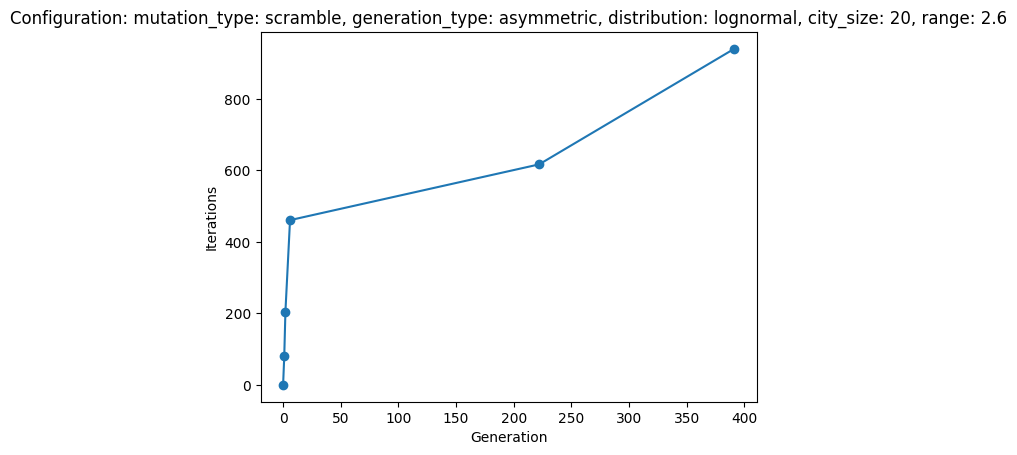 Configuration: mutation_type: scramble, generation_type: asymmetric, distribution: lognormal, city_size: 20, range: 2.6
800
600
400
200
0
Iterations
0 50 100 150 200 250 300 350 400
Generation